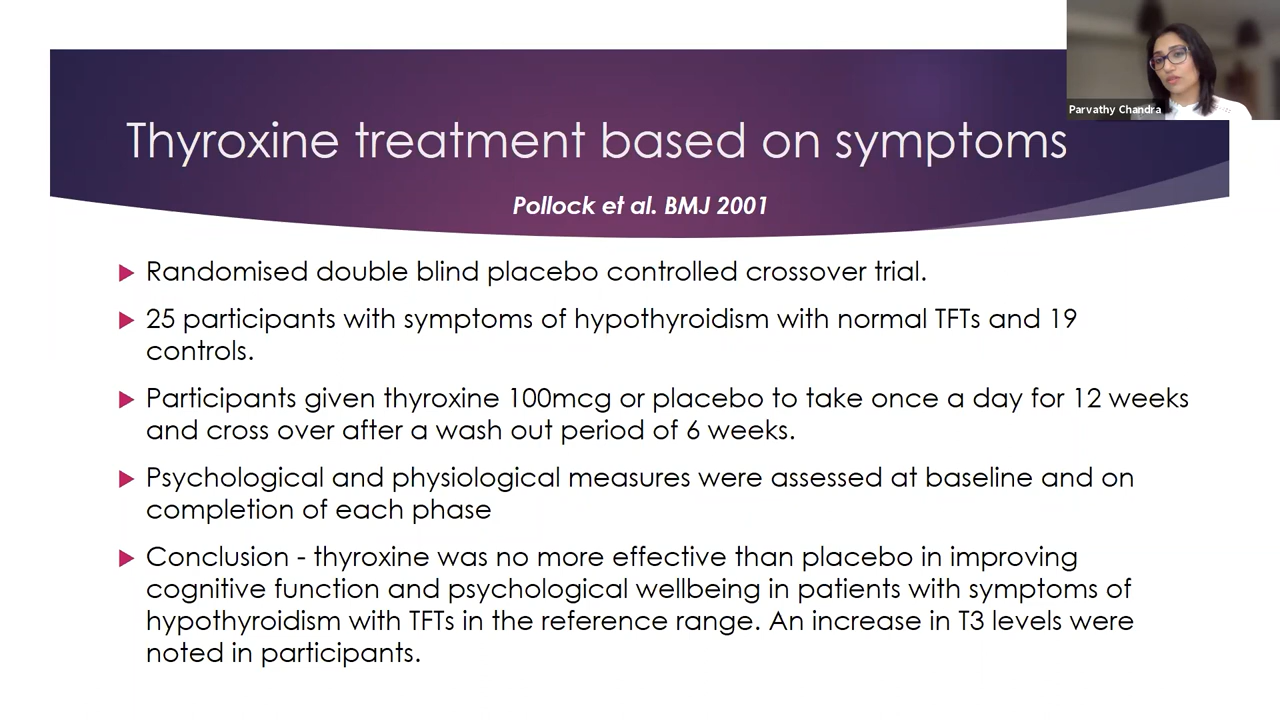 Parvathy Chandra
Thyroxine treatment based on symptoms
Pollock et al. BMJ 2001
Randomised double blind placebo controlled crossover trial.
25 participants with symptoms of hypothyroidism with normal TFTs and 19
controls.
Participants given thyroxine 100mcg or placebo to take once a day for 12 weeks
and cross over after a wash out period of 6 weeks.
Psychological and physiological measures were assessed at baseline and on
completion of each phase
Conclusion - thyroxine was no more effective than placebo in improving
cognitive function and psychological wellbeing in patients with symptoms of
hypothyroidism with TFTs in the reference range. An increase in T3 levels were
noted in participants.